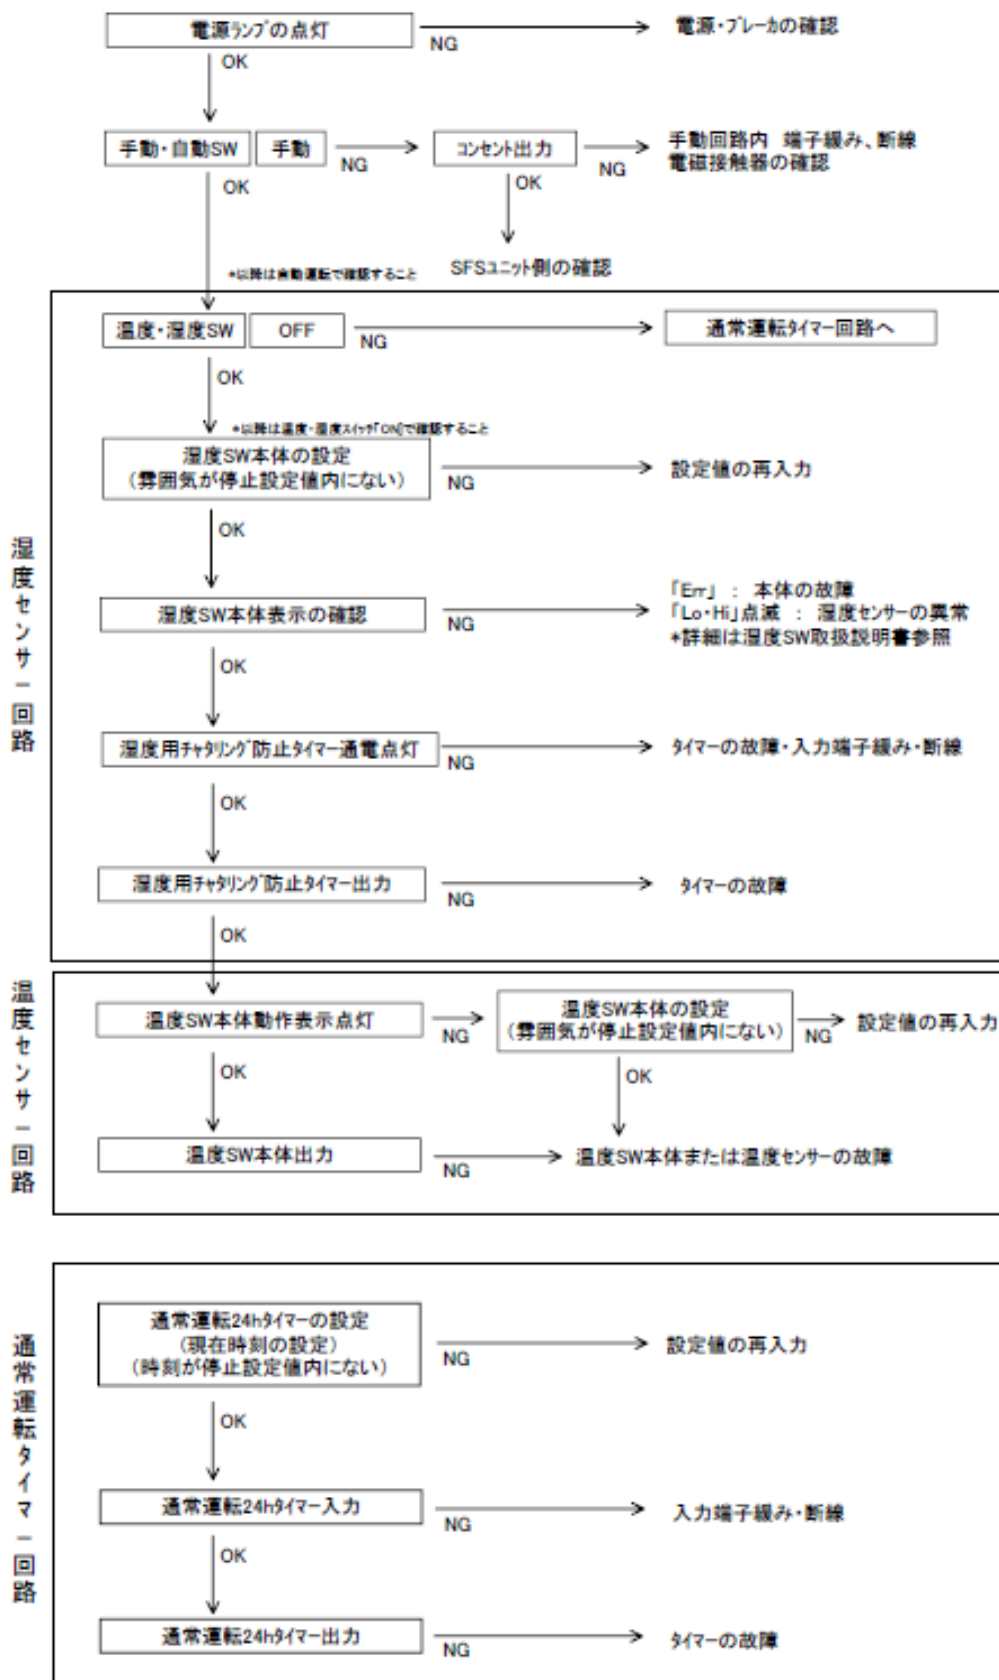 電源ランプの点灯
NG
電源・ブレーカの確認
OK
手動・自動SW
手動
NG
コンセント出力
NG
手動回路内 端子緩み、断線
電磁接触器の確認
OK
OK
SFSユニット側の確認
*以降は自動運転で確認すること
湿度センサー回路
温度・湿度SW
OFF
NG
通常運転タイマー回路へ
OK
*以降は温度・湿度スイッチ「ON」で確認すること
湿度SW本体の設定
(雰囲気が停止設定値内にない)
NG
設定値の再入力
OK
湿度SW本体表示の確認
NG
「Err」 : 本体の故障
「Lo・Hi」点滅 : 湿度センサーの異常
*詳細は湿度SW取扱説明書参照
OK
湿度用チャタリング防止タイマー通電点灯
NG
タイマーの故障・入力端子緩み・断線
OK
湿度用チャタリング防止タイマー出力
NG
タイマーの故障
OK
温度センサー回路
温度SW本体動作表示点灯
NG
温度SW本体の設定
(雰囲気が停止設定値内にない)
NG
設定値の再入力
OK
OK
温度SW本体出力
NG
温度SW本体または温度センサーの故障
通常運転タイマー回路
通常運転24hタイマーの設定
(現在時刻の設定)
(時刻が停止設定値内にない)
NG
設定値の再入力
OK
通常運転24hタイマー入力
NG
入力端子緩み・断線
OK
通常運転24hタイマー出力
NG
タイマーの故障